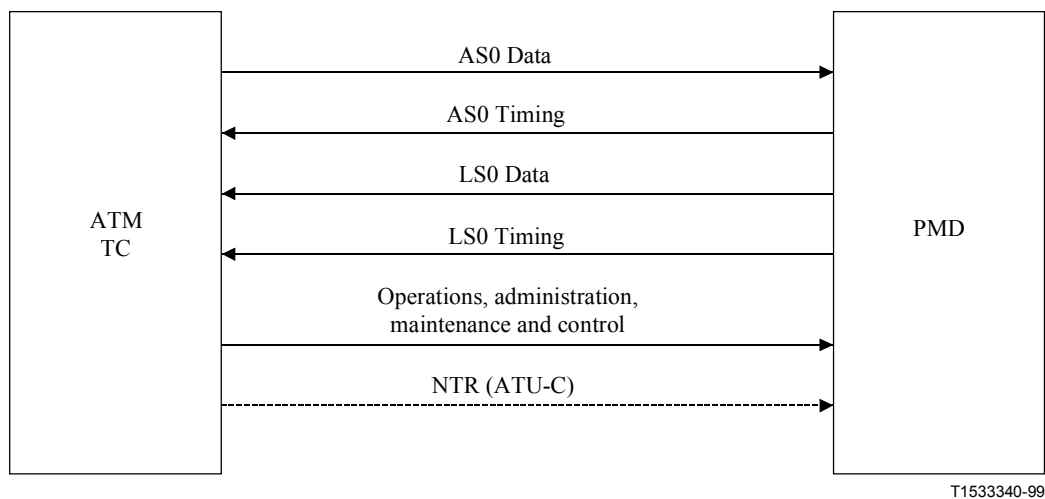 AS0 Data
AS0 Timing
LS0 Data
ATM
TC
PMD
LS0 Timing
Operations, administration,
maintenance and control
NTR (ATU-C)
T1533340-99